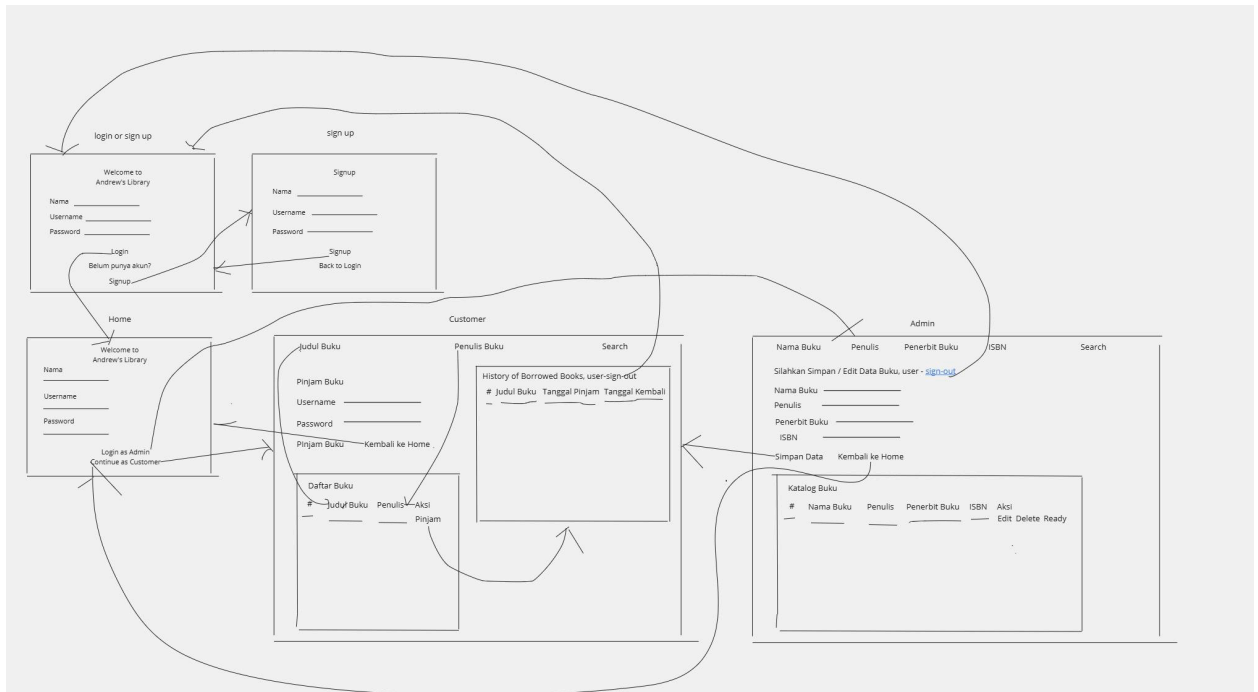 login or sign up
Welcome to
Andrew's Library
Nama
Username
Password
Login
Belum punya akun?
Signup
sign up
Signup
Nama
Username
Password
Signup
Back to Login
Home
Welcome to
Andrew's Library
Name
Username
Password
Login as Admin
Continue as Customer
Customer
Judul Buku Penulis Buku Search
Pinjam Buku
Username
Password
PInjam Buku Kembali ke Home
History of Borrowed Books, user-sign-out
# Judul Buku Tanggal Pinjam Tanggal Kembali
Daftar Buku
# Judul Buku Penulis Aksi
Pinjam
Admin
Nama Buku Penulis Penerbit Buku ISBN Search
Silahkan Simpan / Edit Data Buku, user - sign-out
Nama Buku
Penulis
Penerbit Buku
ISBN
Simpan Data Kembali ke Home
Katalog Buku
# Nama Buku Penulis Penerbit Buku ISBN Aksi
Edit Delete Ready